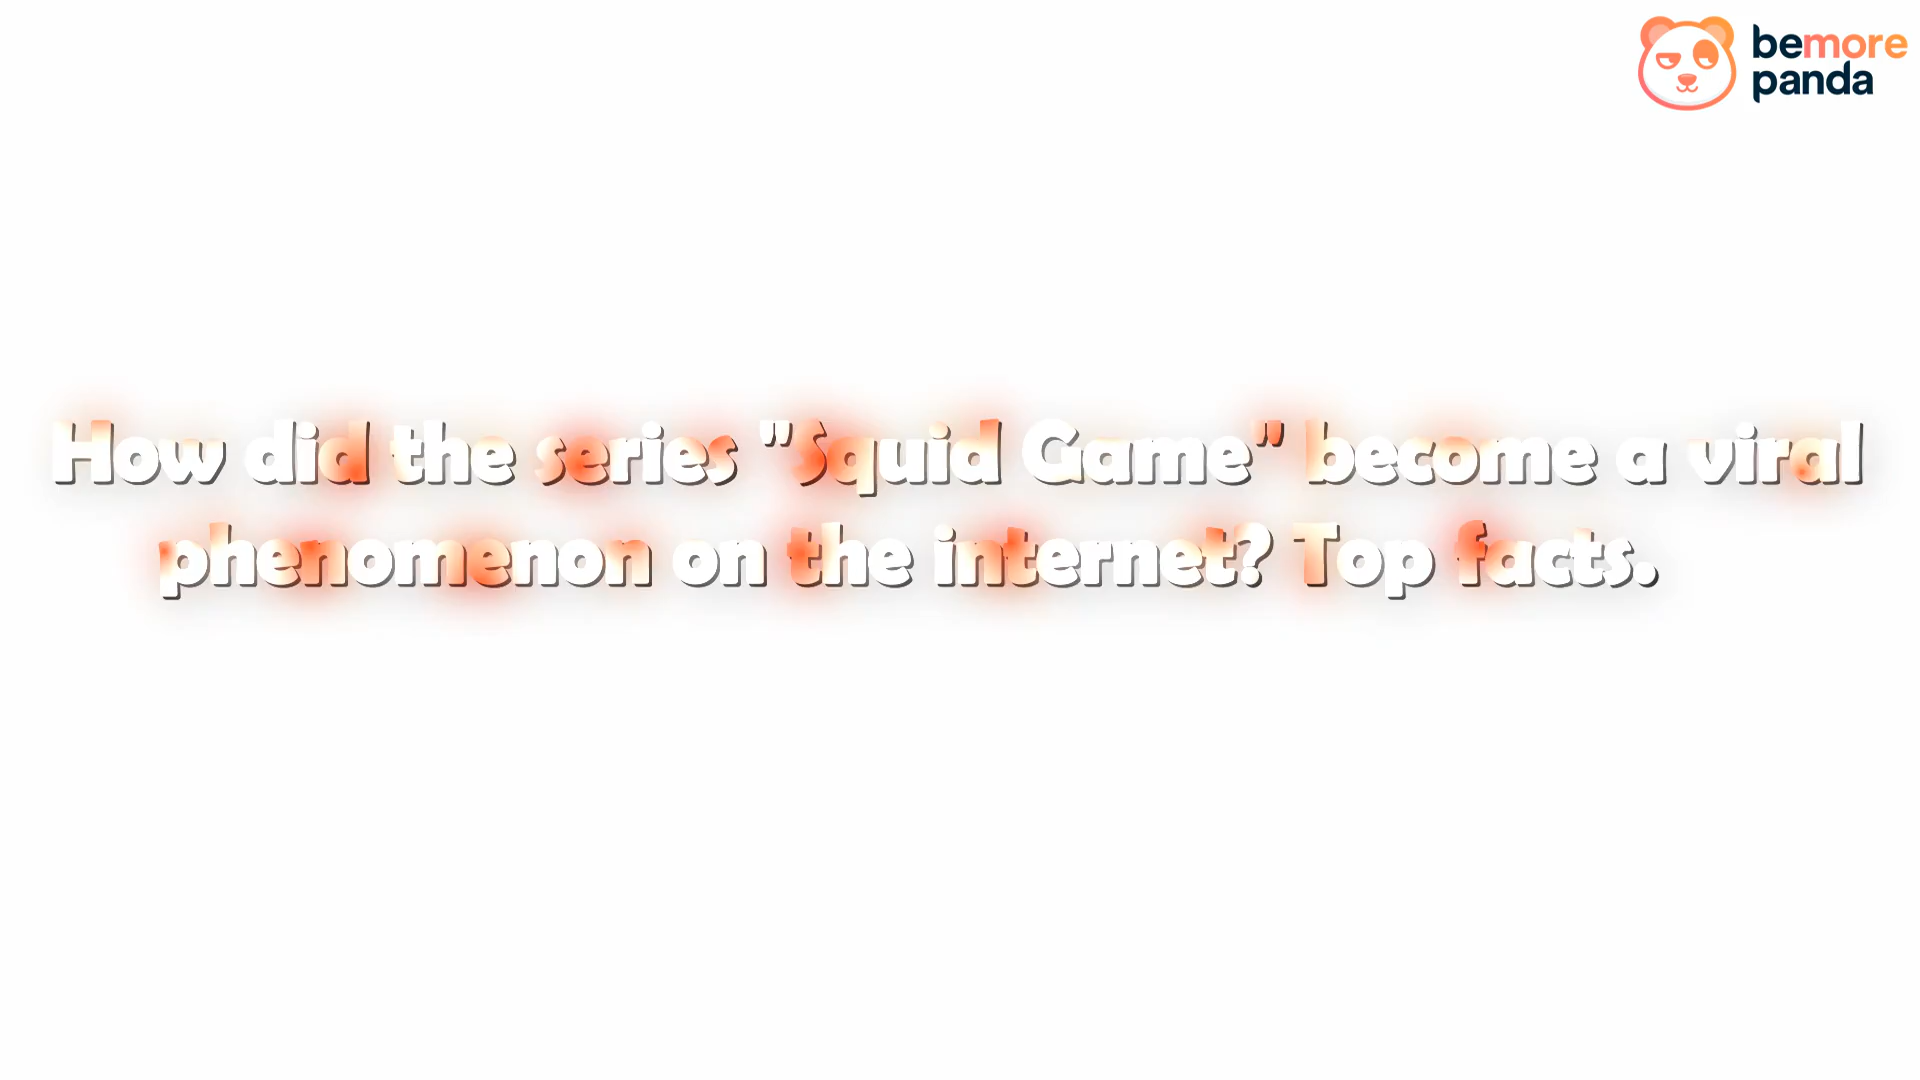 bemore
panda
How did the series "Squid Game" become a viral
phenomenon on the internet? Top facts.